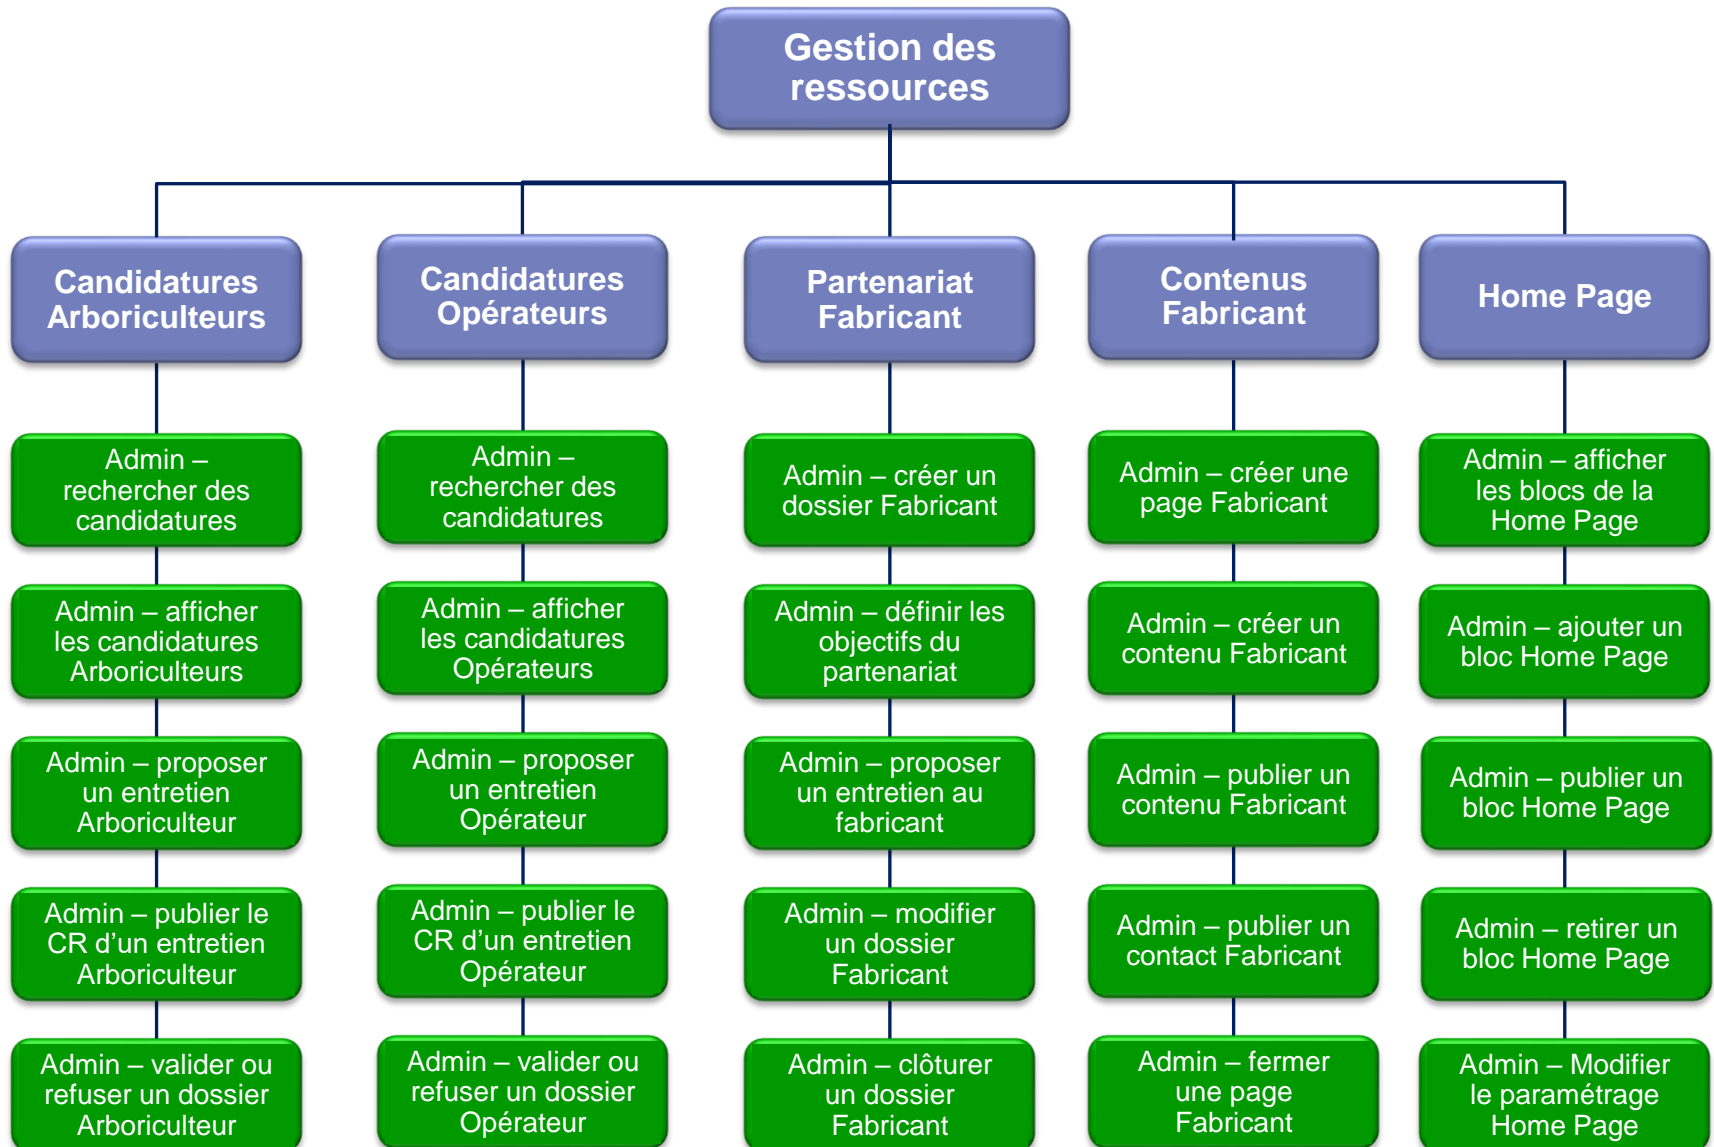 Gestion des
ressources
Candidatures
Arboriculteurs
Candidatures
Opérateurs
Partenariat
Fabricant
Contenus
Fabricant
Home Page
Admin –
rechercher des
candidatures
Admin –
rechercher des
candidatures
Admin – créer un
dossier Fabricant
Admin – créer une
page Fabricant
Admin – afficher
les blocs de la
Home Page
Admin – afficher
les candidatures
Arboriculteurs
Admin – afficher
les candidatures
Opérateurs
Admin – définir les
objectifs du
partenariat
Admin – créer un
contenu Fabricant
Admin – ajouter un
bloc Home Page
Admin – proposer
un entretien
Arboriculteur
Admin – proposer
un entretien
Opérateur
Admin – proposer
un entretien au
fabricant
Admin – publier un
contenu Fabricant
Admin – publier un
bloc Home Page
Admin – publier le
CR d’un entretien
Arboriculteur
Admin – publier le
CR d’un entretien
Opérateur
Admin – modifier
un dossier
Fabricant
Admin – publier un
contact Fabricant
Admin – retirer un
bloc Home Page
Admin – valider ou
refuser un dossier
Arboriculteur
Admin – valider ou
refuser un dossier
Opérateur
Admin – clôturer
un dossier
Fabricant
Admin – fermer
une page
Fabricant
Admin – Modifier
le paramétrage
Home Page